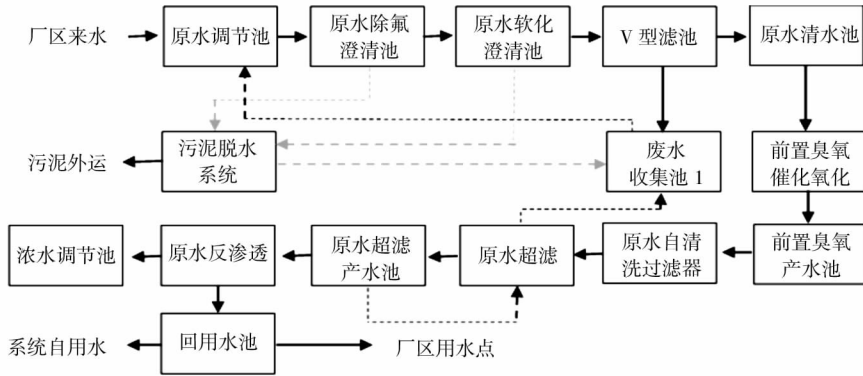 厂区来水
原水调节池
原水除氟
澄清池
原水软化
澄清池
V 型滤池
原水清水池
污泥外运
污泥脱水
系统
废水
收集池 1
前置臭氧
催化氧化
浓水调节池
原水反渗透
原水超滤
产水池
原水超滤
原水自清
洗过滤器
前置臭氧
产水池
系统自用水
回用水池
厂区用水点